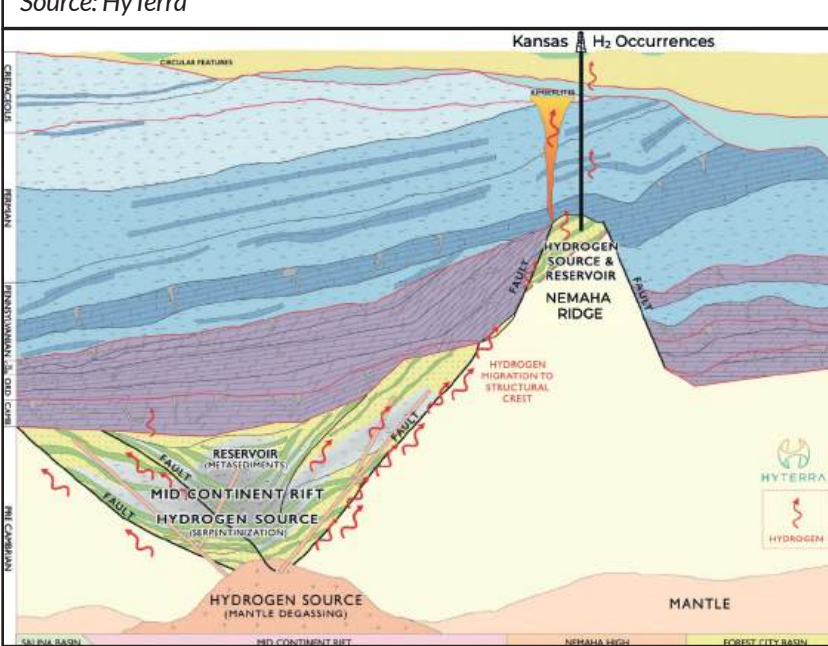 Source: HyTerra
Kansas H₂ Occurrences
CIRCULAR FEATURES
KIMBERLITES
CRETACEOUS
PERMIAN
PENNSYLVANIAN
ORD
CAMB
PRE CAMBRIAN
HYDROGEN
SOURCE &
RESERVOIR
NEMAHA
RIDGE
FAULT
FAULT
HYDROGEN
MIGRATION TO
STRUCTURAL
CREST
FAULT
RESERVOIR
(METASEDIMENTS)
FAULT
MID CONTINENT RIFT
HYDROGEN SOURCE
(SERPENTINIZATION)
FAULT
HYTERRA
HYDROGEN
HYDROGEN SOURCE
(MANTLE DEGASSING)
MANTLE
SALINA BASIN
MID CONTINENT RIFT
NEMAHA HIGH
FOREST CITY BASIN